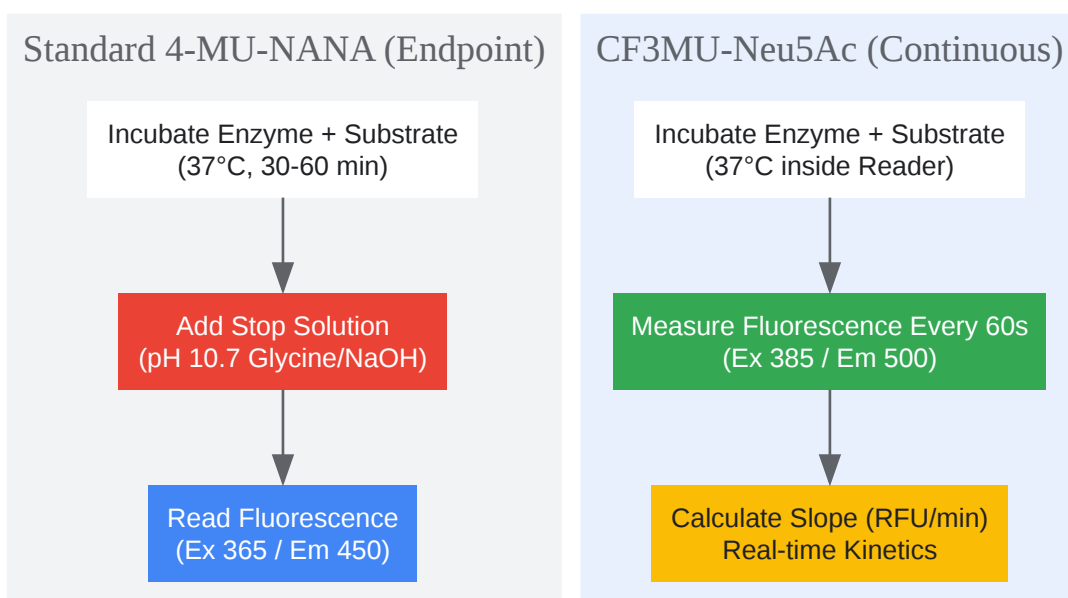 Standard 4-MU-NANA (Endpoint)
Incubate Enzyme + Substrate
(37°C, 30-60 min)
Add Stop Solution
(pH 10.7 Glycine/NaOH)
Read Fluorescence
(Ex 365 / Em 450)
CF3MU-Neu5Ac (Continuous)
Incubate Enzyme + Substrate
(37°C inside Reader)
Measure Fluorescence Every 60s
(Ex 385 / Em 500)
Calculate Slope (RFU/min)
Real-time Kinetics